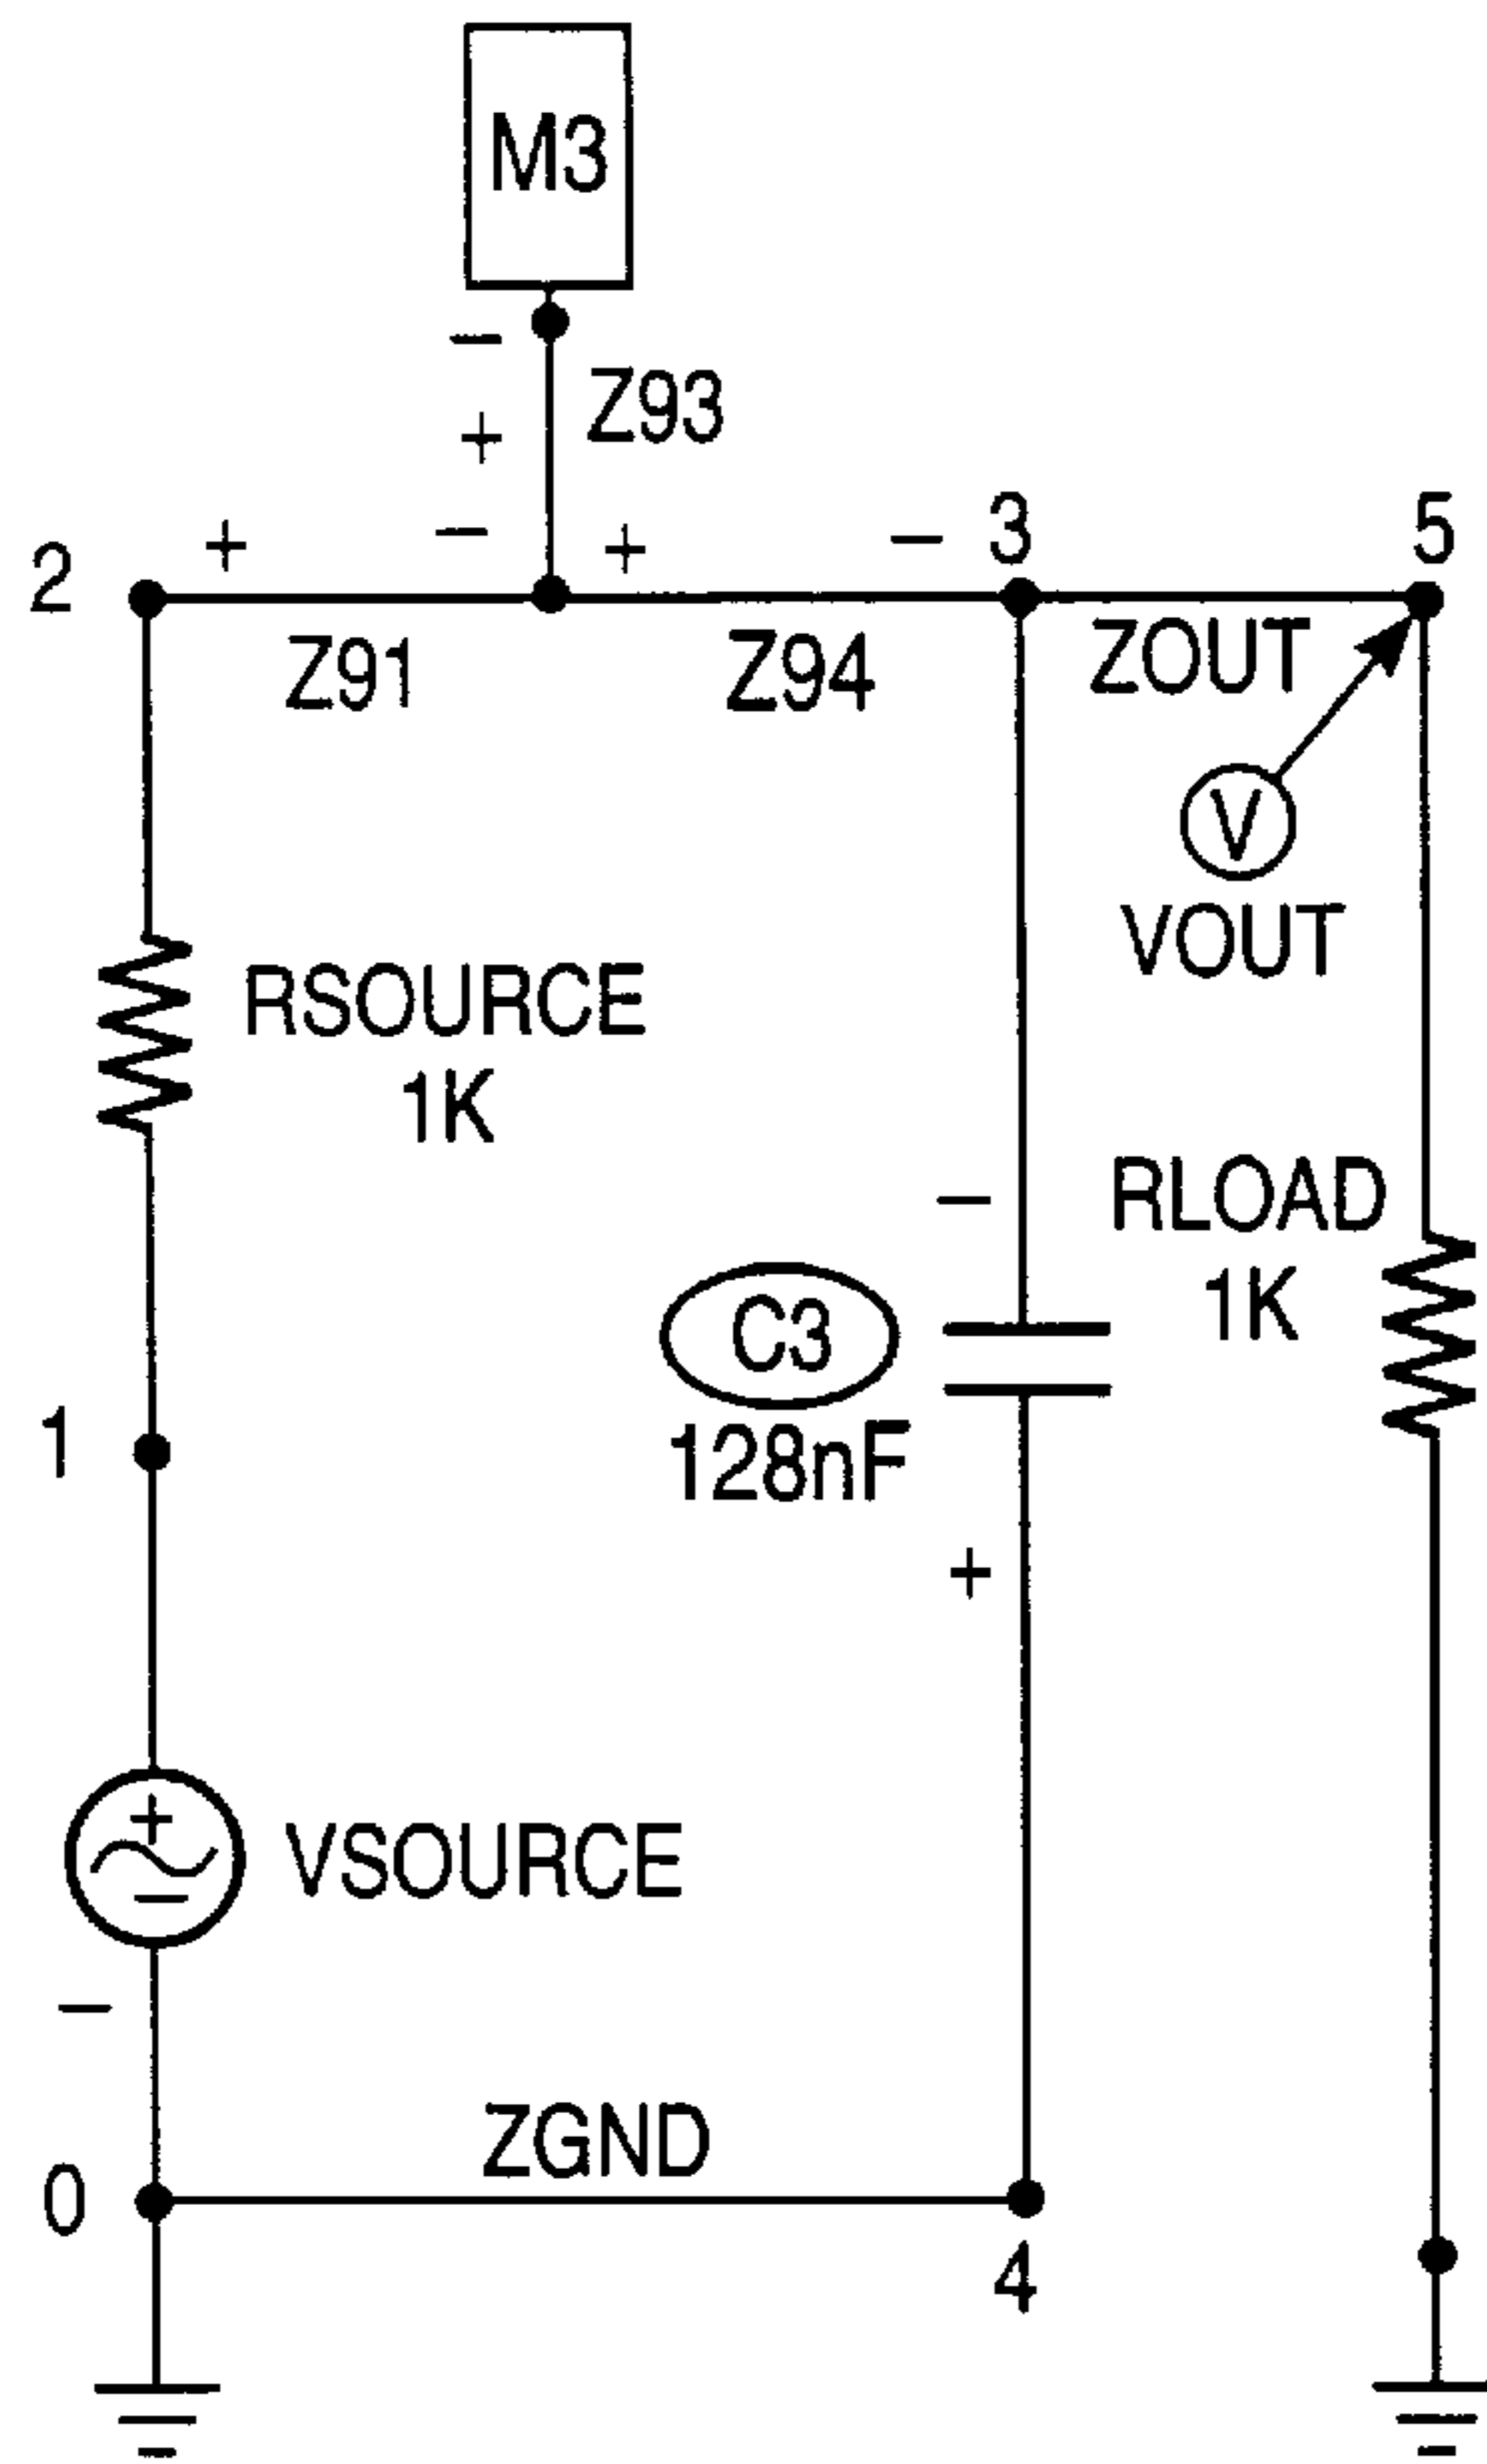 M3
−
Z93
+
+
−
+
−
3
5
2
Z91
Z94
ZOUT
V
VOUT
RSOURCE
1K
−
RLOAD
1K
C3
128nF
1
+
+
−
VSOURCE
−
ZGND
0
4